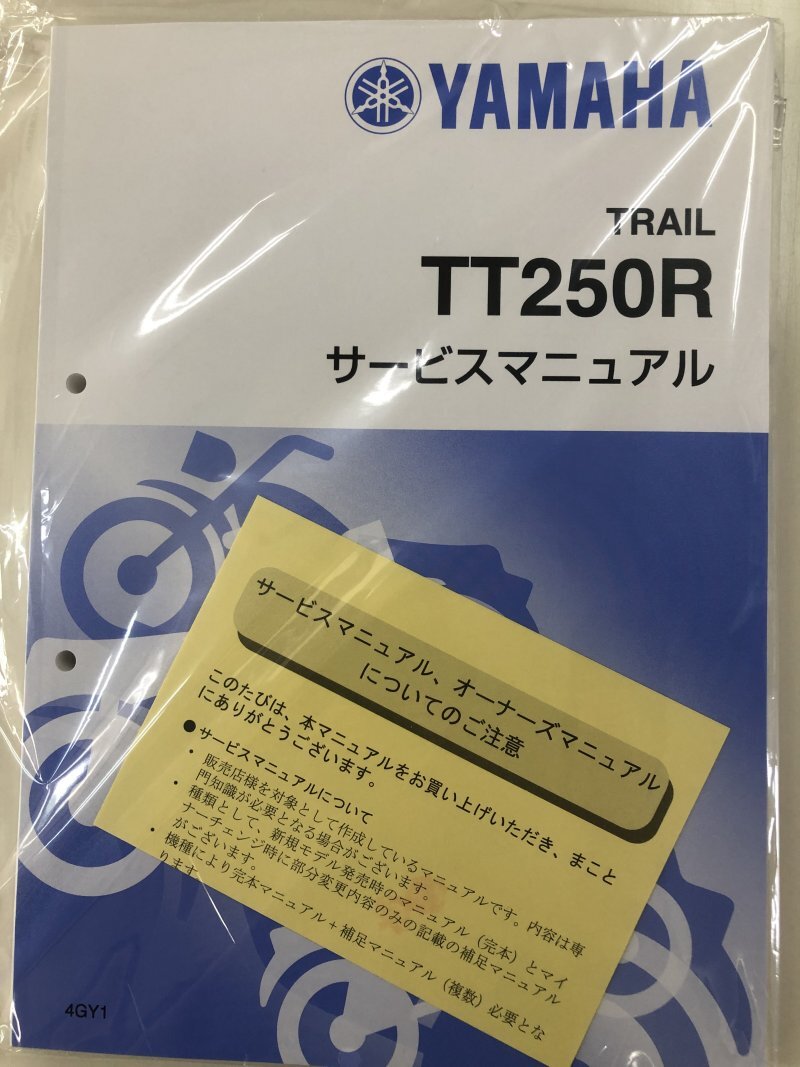 YAMAHA
TRAIL
TT250R
サービスマニュアル
サービスマニュアル、オーナーズマニュアル
についてのご注意
このたびは、本マニュアルをお買い上げいただき、まこと
にありがとうございます。
●サービスマニュアルについて
・販売店様を対象として作成しているマニュアルです。内容は専
門知識が必要となる場合がございます。
・種類として、新規モデル発売時のマニュアル（完本）とマイ
ナーチェンジ時に部分変更内容のみの記載の補足マニュアル
がございます。
・機種により完本マニュアル+補足マニュアル（複数）必要とな
ります
4GY1